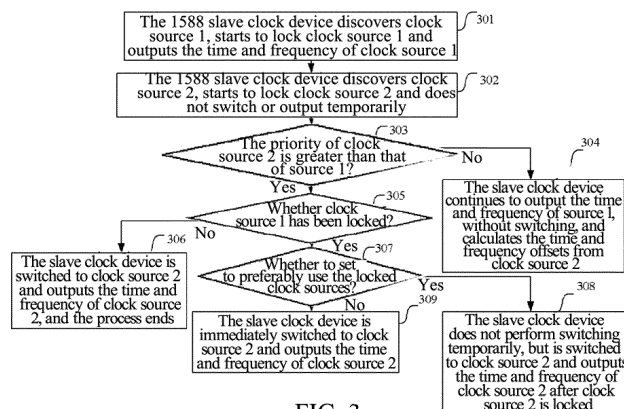 The 1588 slave clock device discovers clock
source 1, starts to lock clock source 1 and
outputs the time and frequency of clock source 1
301
The 1588 slave clock device discovers clock
source 2, starts to lock clock source 2 and does
not switch or output temporarily
302
303
The priority of clock
source 2 is greater than that
of source 1?
No
Yes
304
The slave clock device
continues to output the time
and frequency of source 1,
without switching, and
calculates the time and
frequency offsets from
clock source 2
305
Whether clock
source 1 has been locked?
No
Yes
306
The slave clock device is
switched to clock source 2
and outputs the time and
frequency of clock source
2, and the process ends
307
Whether to set
to preferably use the locked
clock sources?
Yes
No
308
The slave clock device
does not perform switching
temporarily, but is switched
to clock source 2 and outputs
the time and frequency of
clock source 2 after clock
source 2 is locked
309
The slave clock device is
immediately switched to clock
source 2 and outputs the time
and frequency of clock source 2
FIG. 3